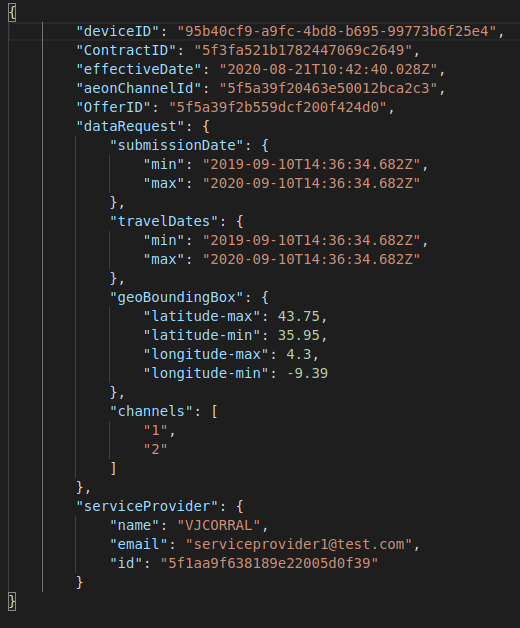 {
"deviceID": "95b40cf9-a9fc-4bd8-b695-99773b6f25e4",
"ContractID": "5f3fa521b1782447069c2649",
"effectiveDate": "2020-08-21T10:42:40.028Z",
"aeonChannelId": "5f5a39f20463e50012bca2c3",
"OfferID": "5f5a39f2b559dcf200f424d0",
"dataRequest": {
"submissionDate": {
"min": "2019-09-10T14:36:34.682Z",
"max": "2020-09-10T14:36:34.682Z"
},
"travelDates": {
"min": "2019-09-10T14:36:34.682Z",
"max": "2020-09-10T14:36:34.682Z"
},
"geoBoundingBox": {
"latitude-max": 43.75,
"latitude-min": 35.95,
"longitude-max": 4.3,
"longitude-min": -9.39
},
"channels": [
"1",
"2"
]
},
"serviceProvider": {
"name": "VJCORRAL",
"email": "serviceprovider1@test.com",
"id": "5f1aa9f638189e22005d0f39"
}
}